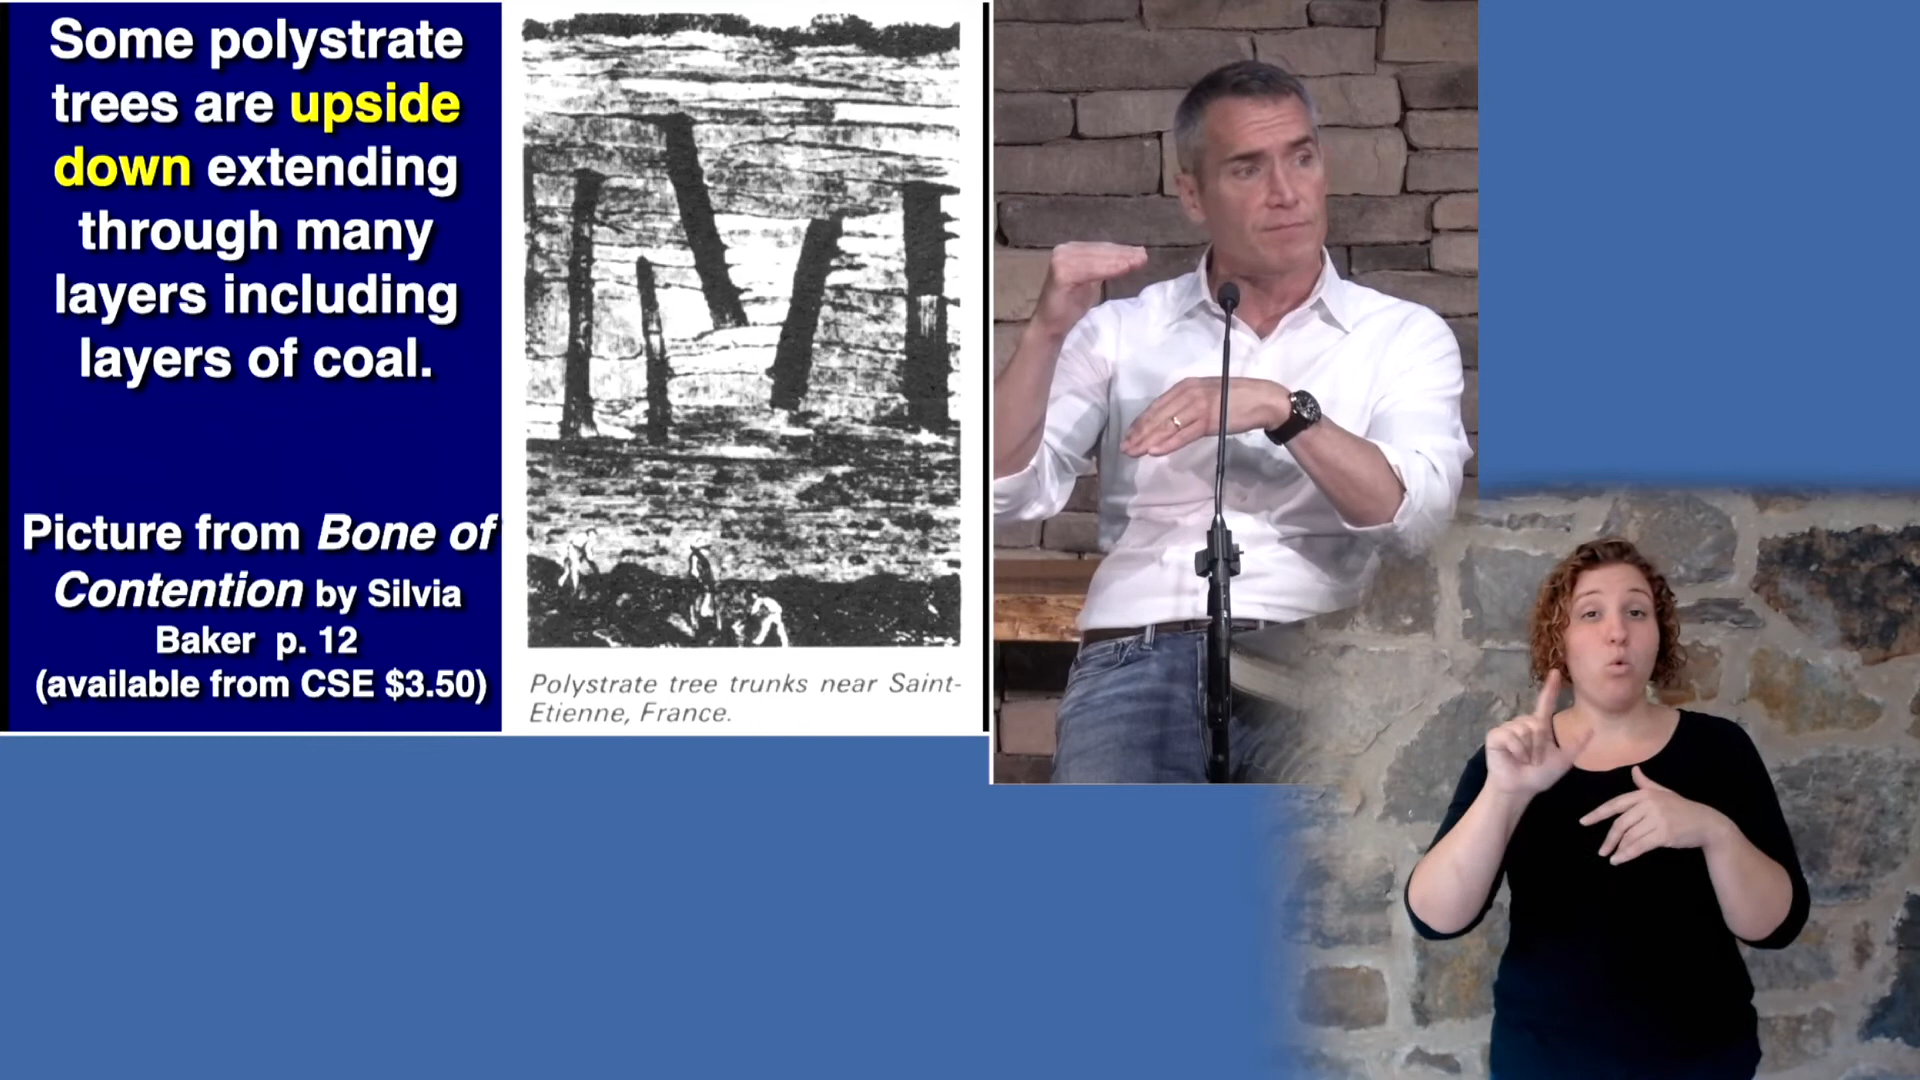 Some polystrate
trees are upside
down extending
through many
layers including
layers of coal.
Picture from Bone of
Contention by Silvia
Baker p. 12
(available from CSE $3.50)
Polystrate tree trunks near Saint-
Etienne, France.